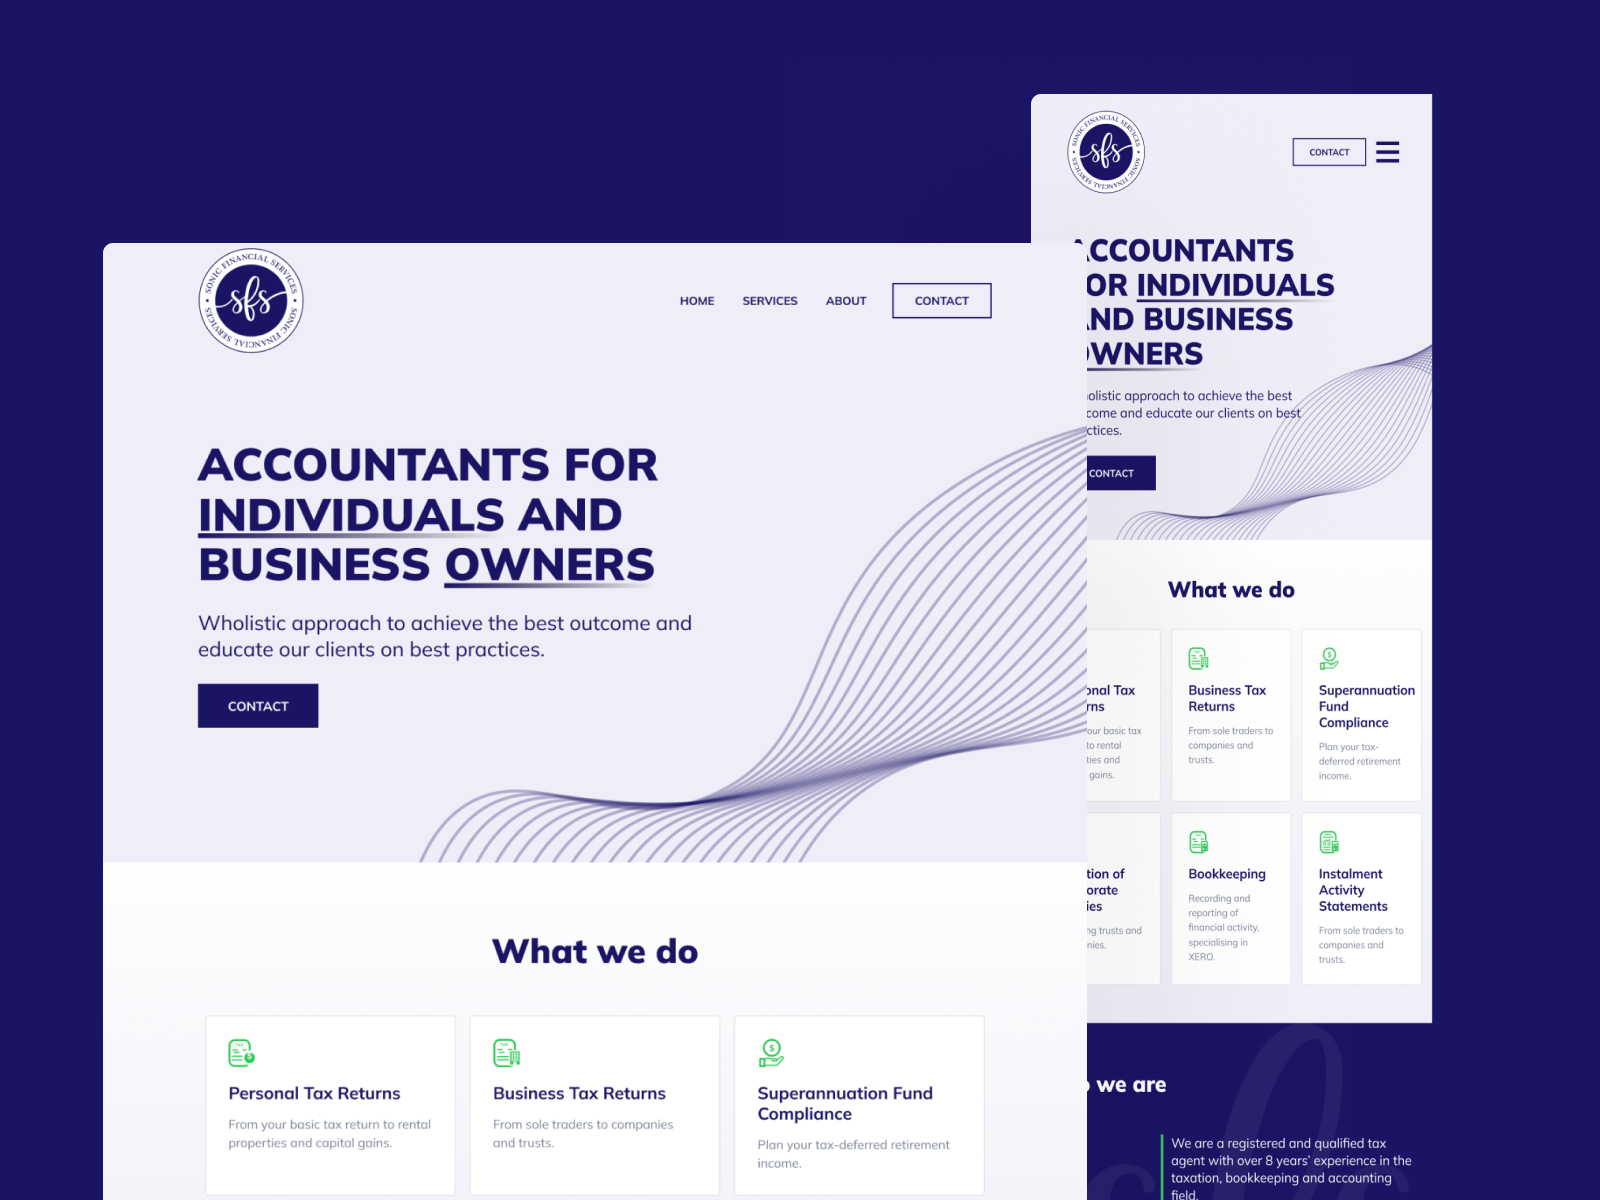 SONIC FINANCIAL SERVICES • SONIC FINANCIAL SERVICES •
sfs
HOME
SERVICES
ABOUT
CONTACT
ACCOUNTANTS FOR
INDIVIDUALS AND
BUSINESS OWNERS
Wholistic approach to achieve the best outcome and
educate our clients on best practices.
CONTACT
What we do
Personal Tax Returns
From your basic tax return to rental
properties and capital gains.
Business Tax Returns
From sole traders to companies
and trusts.
Superannuation Fund
Compliance
Plan your tax-deferred retirement
income.
SONIC FINANCIAL SERVICES • SONIC FINANCIAL SERVICES •
sfs
CONTACT
ACCOUNTANTS
OR INDIVIDUALS
AND BUSINESS
OWNERS
olistic approach to achieve the best
come and educate our clients on best
ctices.
CONTACT
What we do
onal Tax
rns
our basic tax
to rental
ties and
gains.
Business Tax
Returns
From sole traders to
companies and
trusts.
Superannuation
Fund
Compliance
Plan your tax-
deferred retirement
income.
tion of
orate
ies
ng trusts and
nies.
Bookkeeping
Recording and
reporting of
financial activity,
specialising in
XERO.
Instalment
Activity
Statements
From sole traders to
companies and
trusts.
o we are
We are a registered and qualified tax
agent with over 8 years' experience in the
taxation, bookkeeping and accounting
field.